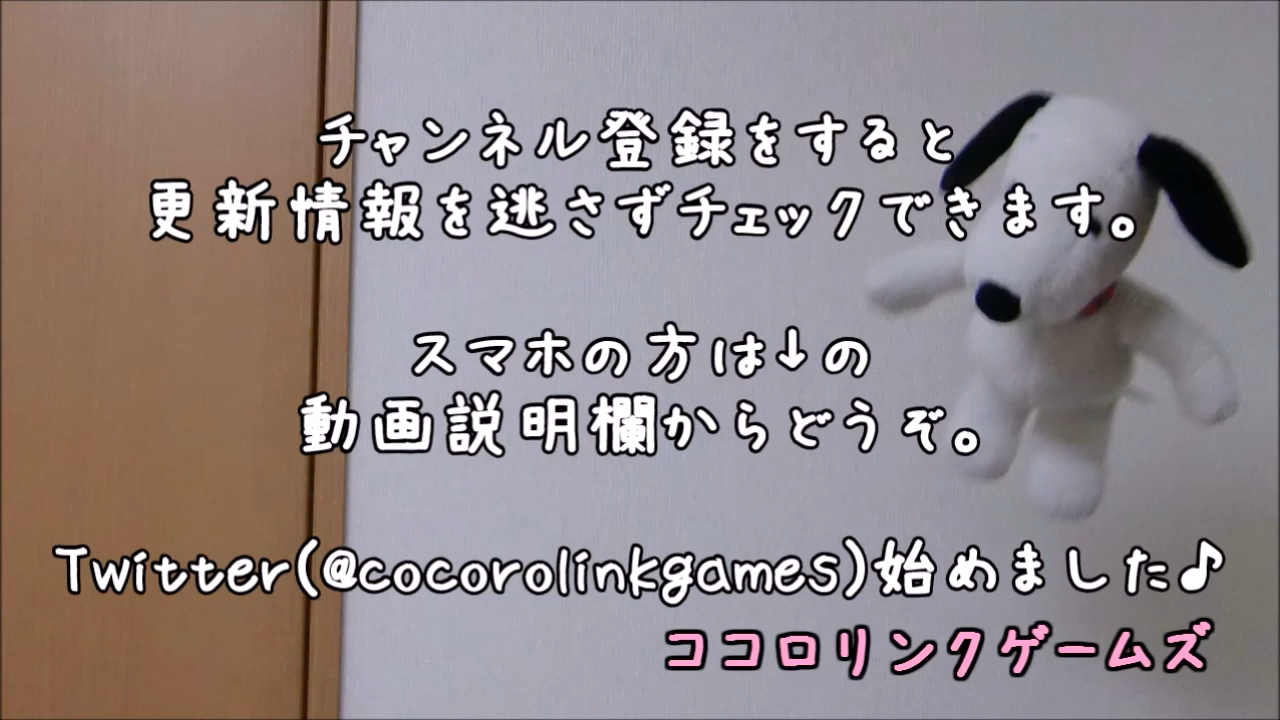 チャンネル登録をすると
更新情報を逃さずチェックできます。
スマホの方は↓の
動画説明欄からどうぞ。
Twitter(@cocorolinkgames)始めました♪
ココロリンクゲームズ